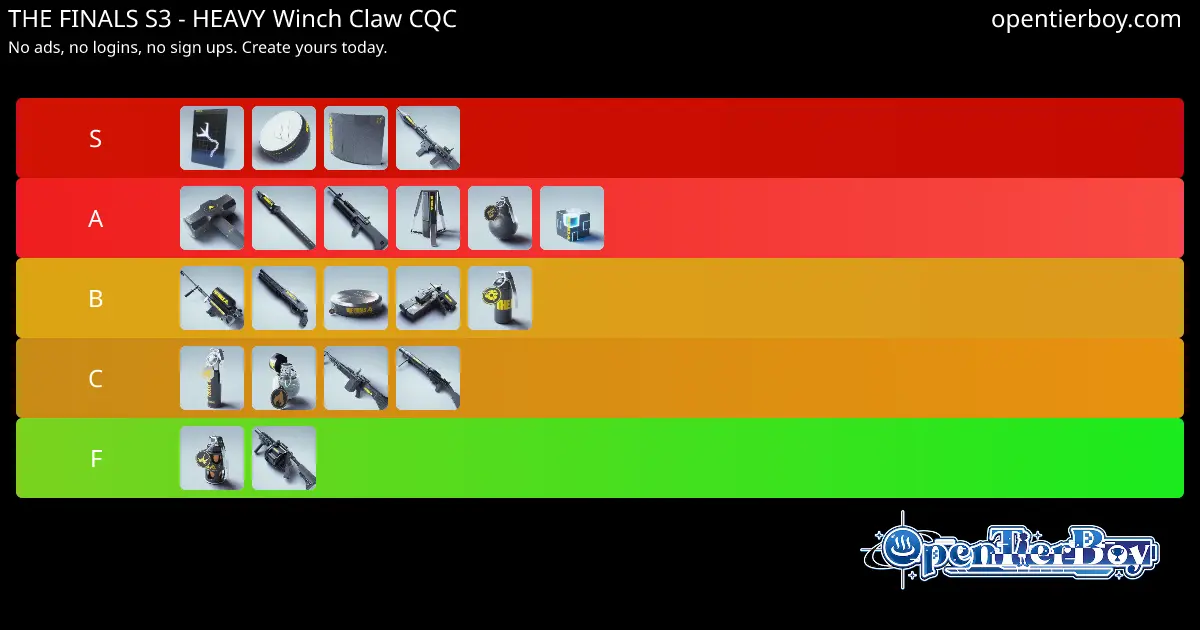 THE FINALS S3 - HEAVY Winch Claw CQC
opentierboy.com
No ads, no logins, no sign ups. Create yours today.
S
A
B
C
F
OpenTierBoy